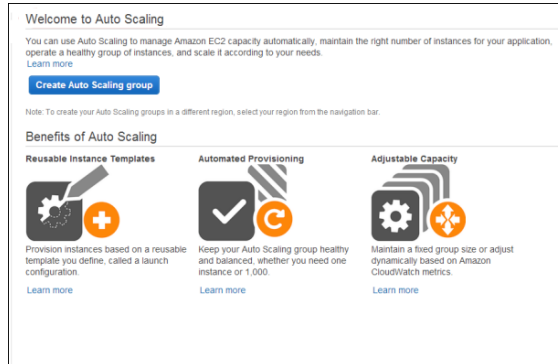 Welcome to Auto Scaling
You can use Auto Scaling to manage Amazon EC2 capacity automatically, maintain the right number of instances for your application,
operate a healthy group of instances, and scale it according to your needs.
Learn more
Create Auto Scaling group
Note: To create your Auto Scaling groups in a different region, select your region from the navigation bar.
Benefits of Auto Scaling
Reusable Instance Templates
Provision instances based on a reusable
template you define, called a launch
configuration.
Learn more
Automated Provisioning
Keep your Auto Scaling group healthy
and balanced, whether you need one
instance or 1,000.
Learn more
Adjustable Capacity
Maintain a fixed group size or adjust
dynamically based on Amazon
CloudWatch metrics.
Learn more